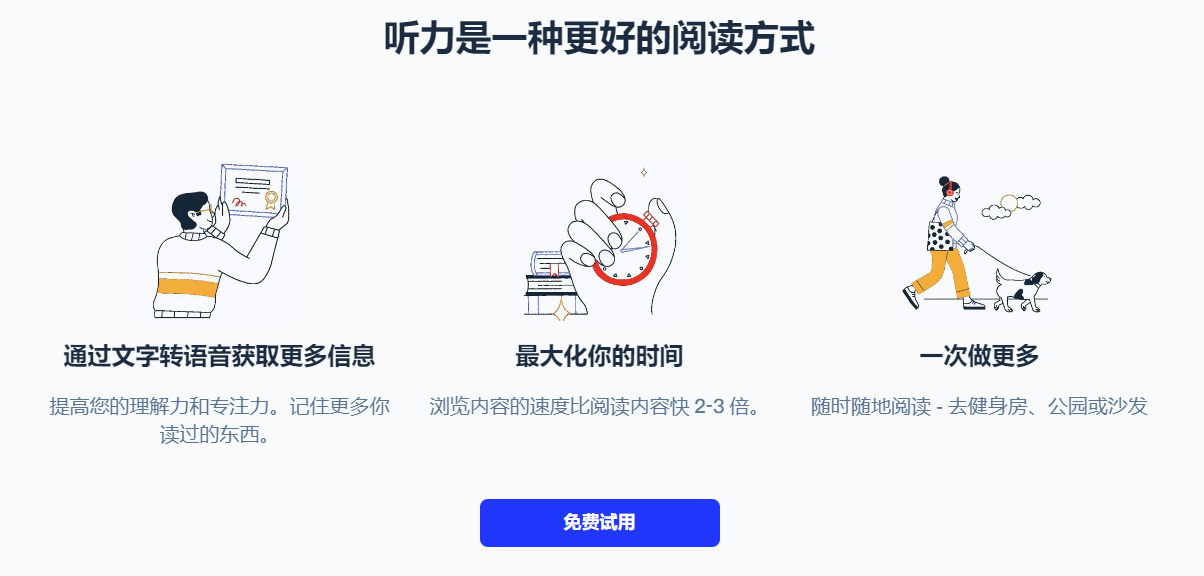 听力是一种更好的阅读方式
通过文字转语音获取更多信息
提高您的理解力和专注力。记住更多你
读过的东西。
最大化你的时间
浏览内容的速度比阅读内容快 2-3 倍。
一次做更多
随时随地阅读 - 去健身房、公园或沙发
免费试用